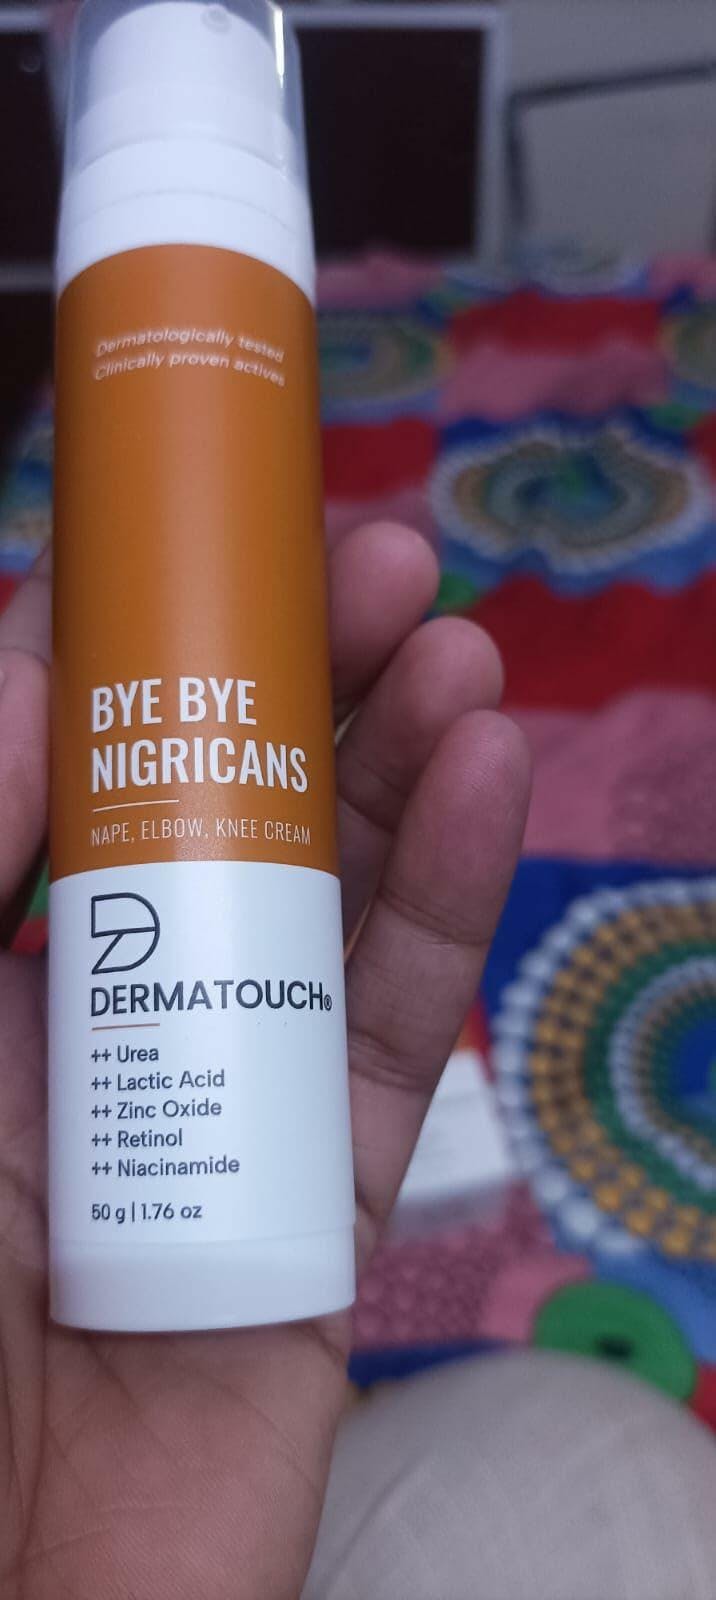 Dermatologically tested
Clinically proven actives
BYE BYE
NIGRICANS
NAPE, ELBOW, KNEE CREAM
DERMATOUCH®
++ Urea
++ Lactic Acid
++ Zinc Oxide
++ Retinol
++ Niacinamide
50 g | 1.76 oz